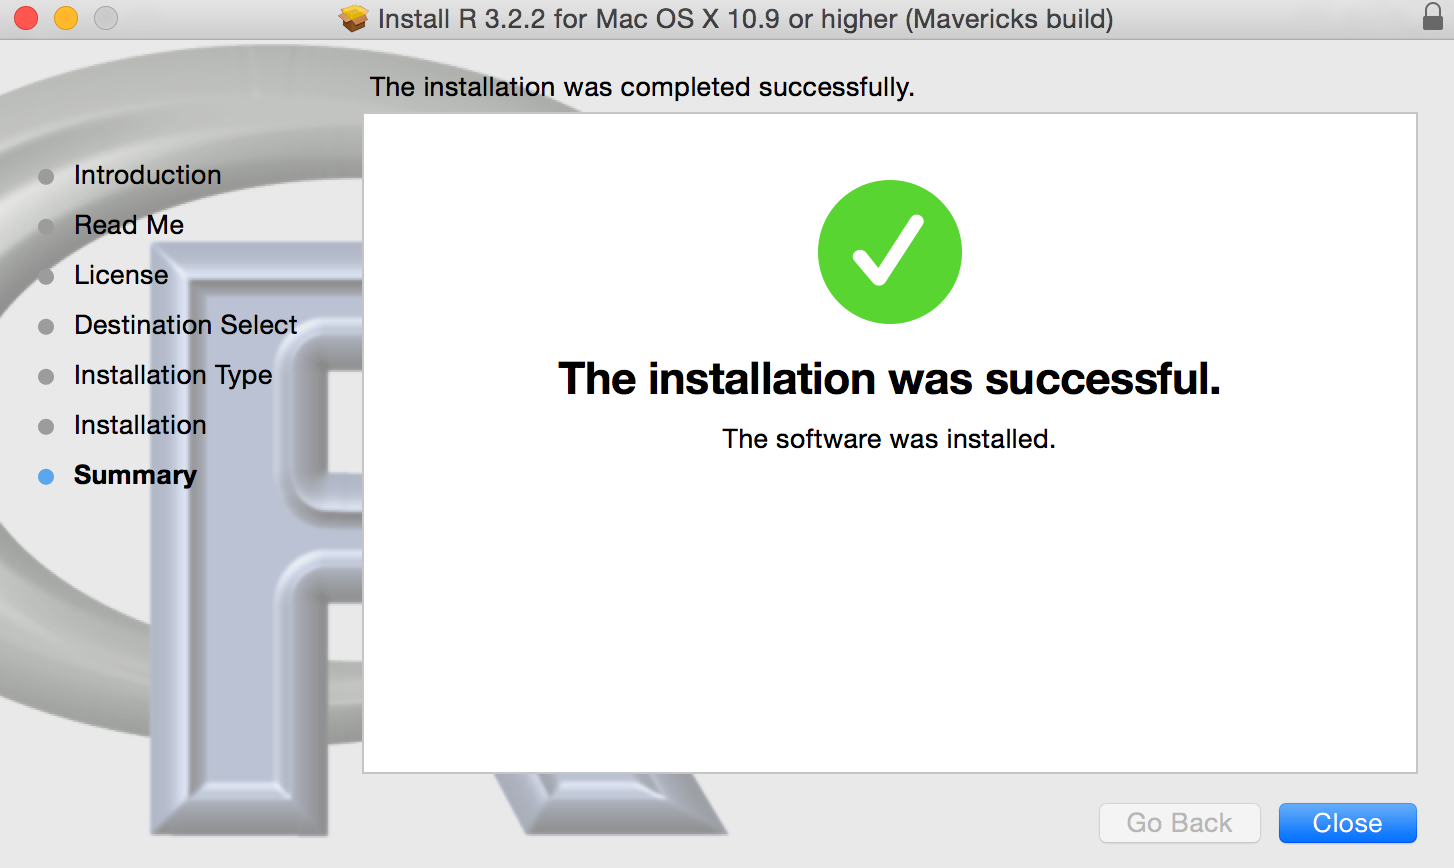 Install R 3.2.2 for Mac OS X 10.9 or higher (Mavericks build)
The installation was completed successfully.
Introduction
Read Me
License
Destination Select
Installation Type
Installation
Summary
The installation was successful.
The software was installed.
Go Back
Close